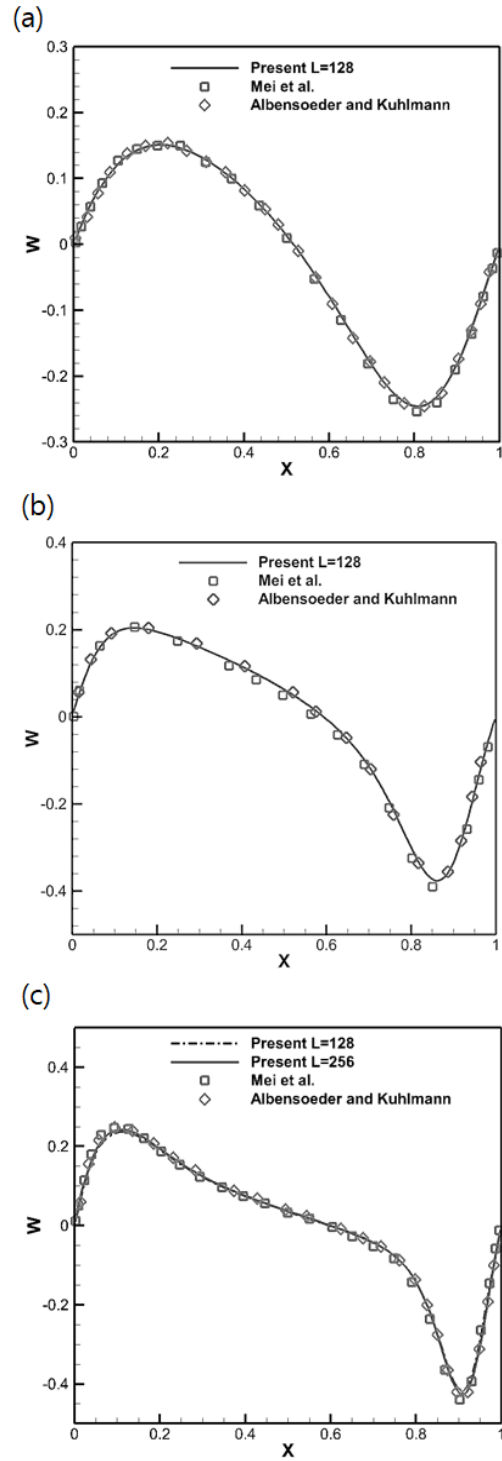 (a)
0.3
Present L=128
Mei et al.
Albensoeder and Kuhlmann
0.2
0.1
W
0
-0.1
-0.2
-0.3
0 0.2 0.4 0.6 0.8 1
X
(b)
0.4
Present L=128
Mei et al.
Albensoeder and Kuhlmann
0.2
W
0
-0.2
-0.4
0 0.2 0.4 0.6 0.8 1
X
(c)
Present L=128
Present L=256
0.4
Mei et al.
Albensoeder and Kuhlmann
0.2
W
0
-0.2
-0.4
0 0.2 0.4 0.6 0.8 1
X